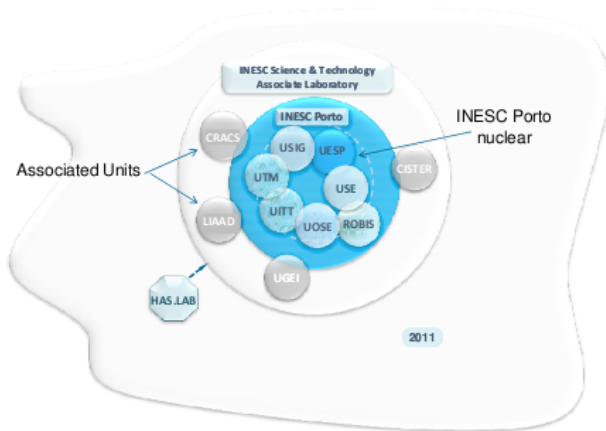 INESC Science & Technology
Associate Laboratory
INESC Porto
INESC Porto
nuclear
CRACS
USIG
UESP
CISTER
Associated Units
UTM
USE
UITT
LIAAD
UOSE
ROBIS
UGEI
HAS.LAB
2011